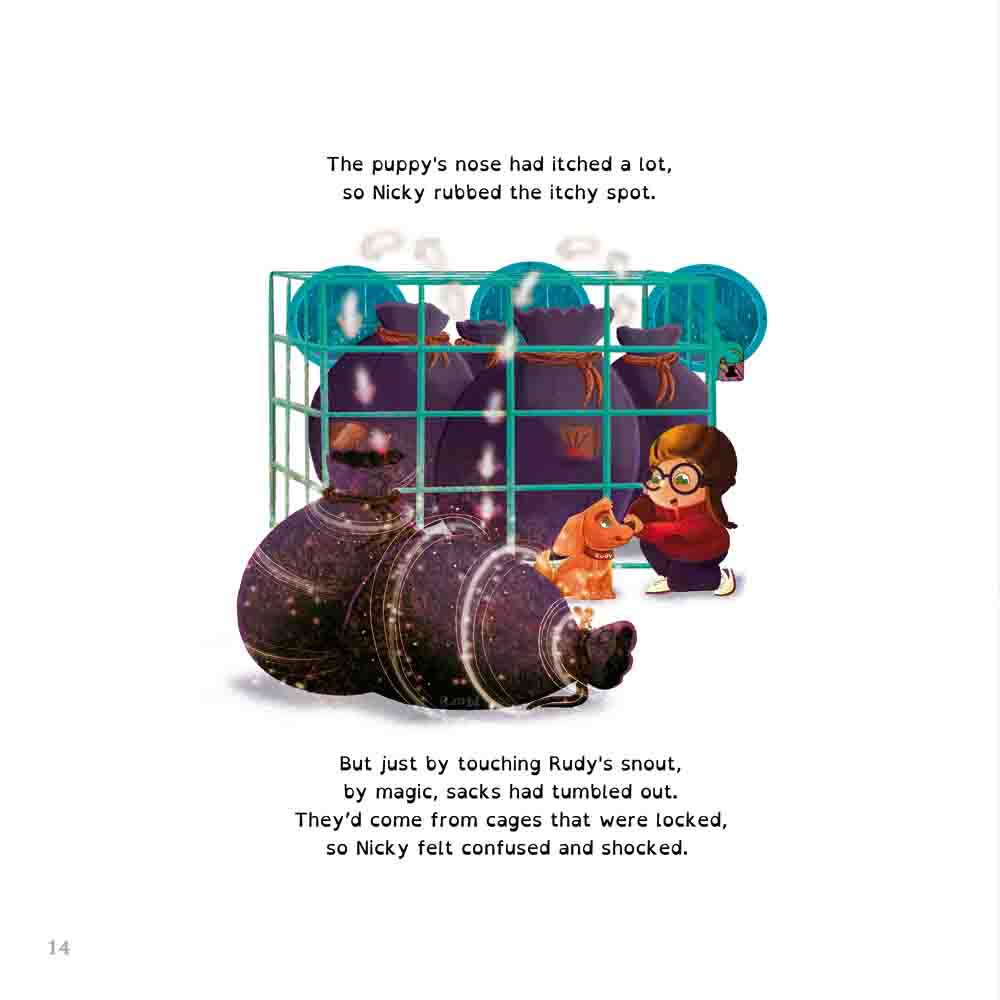 The puppy's nose had itched a lot,
so Nicky rubbed the itchy spot.
RUDY
But just by touching Rudy's snout,
by magic, sacks had tumbled out.
They’d come from cages that were locked,
so Nicky felt confused and shocked.
14